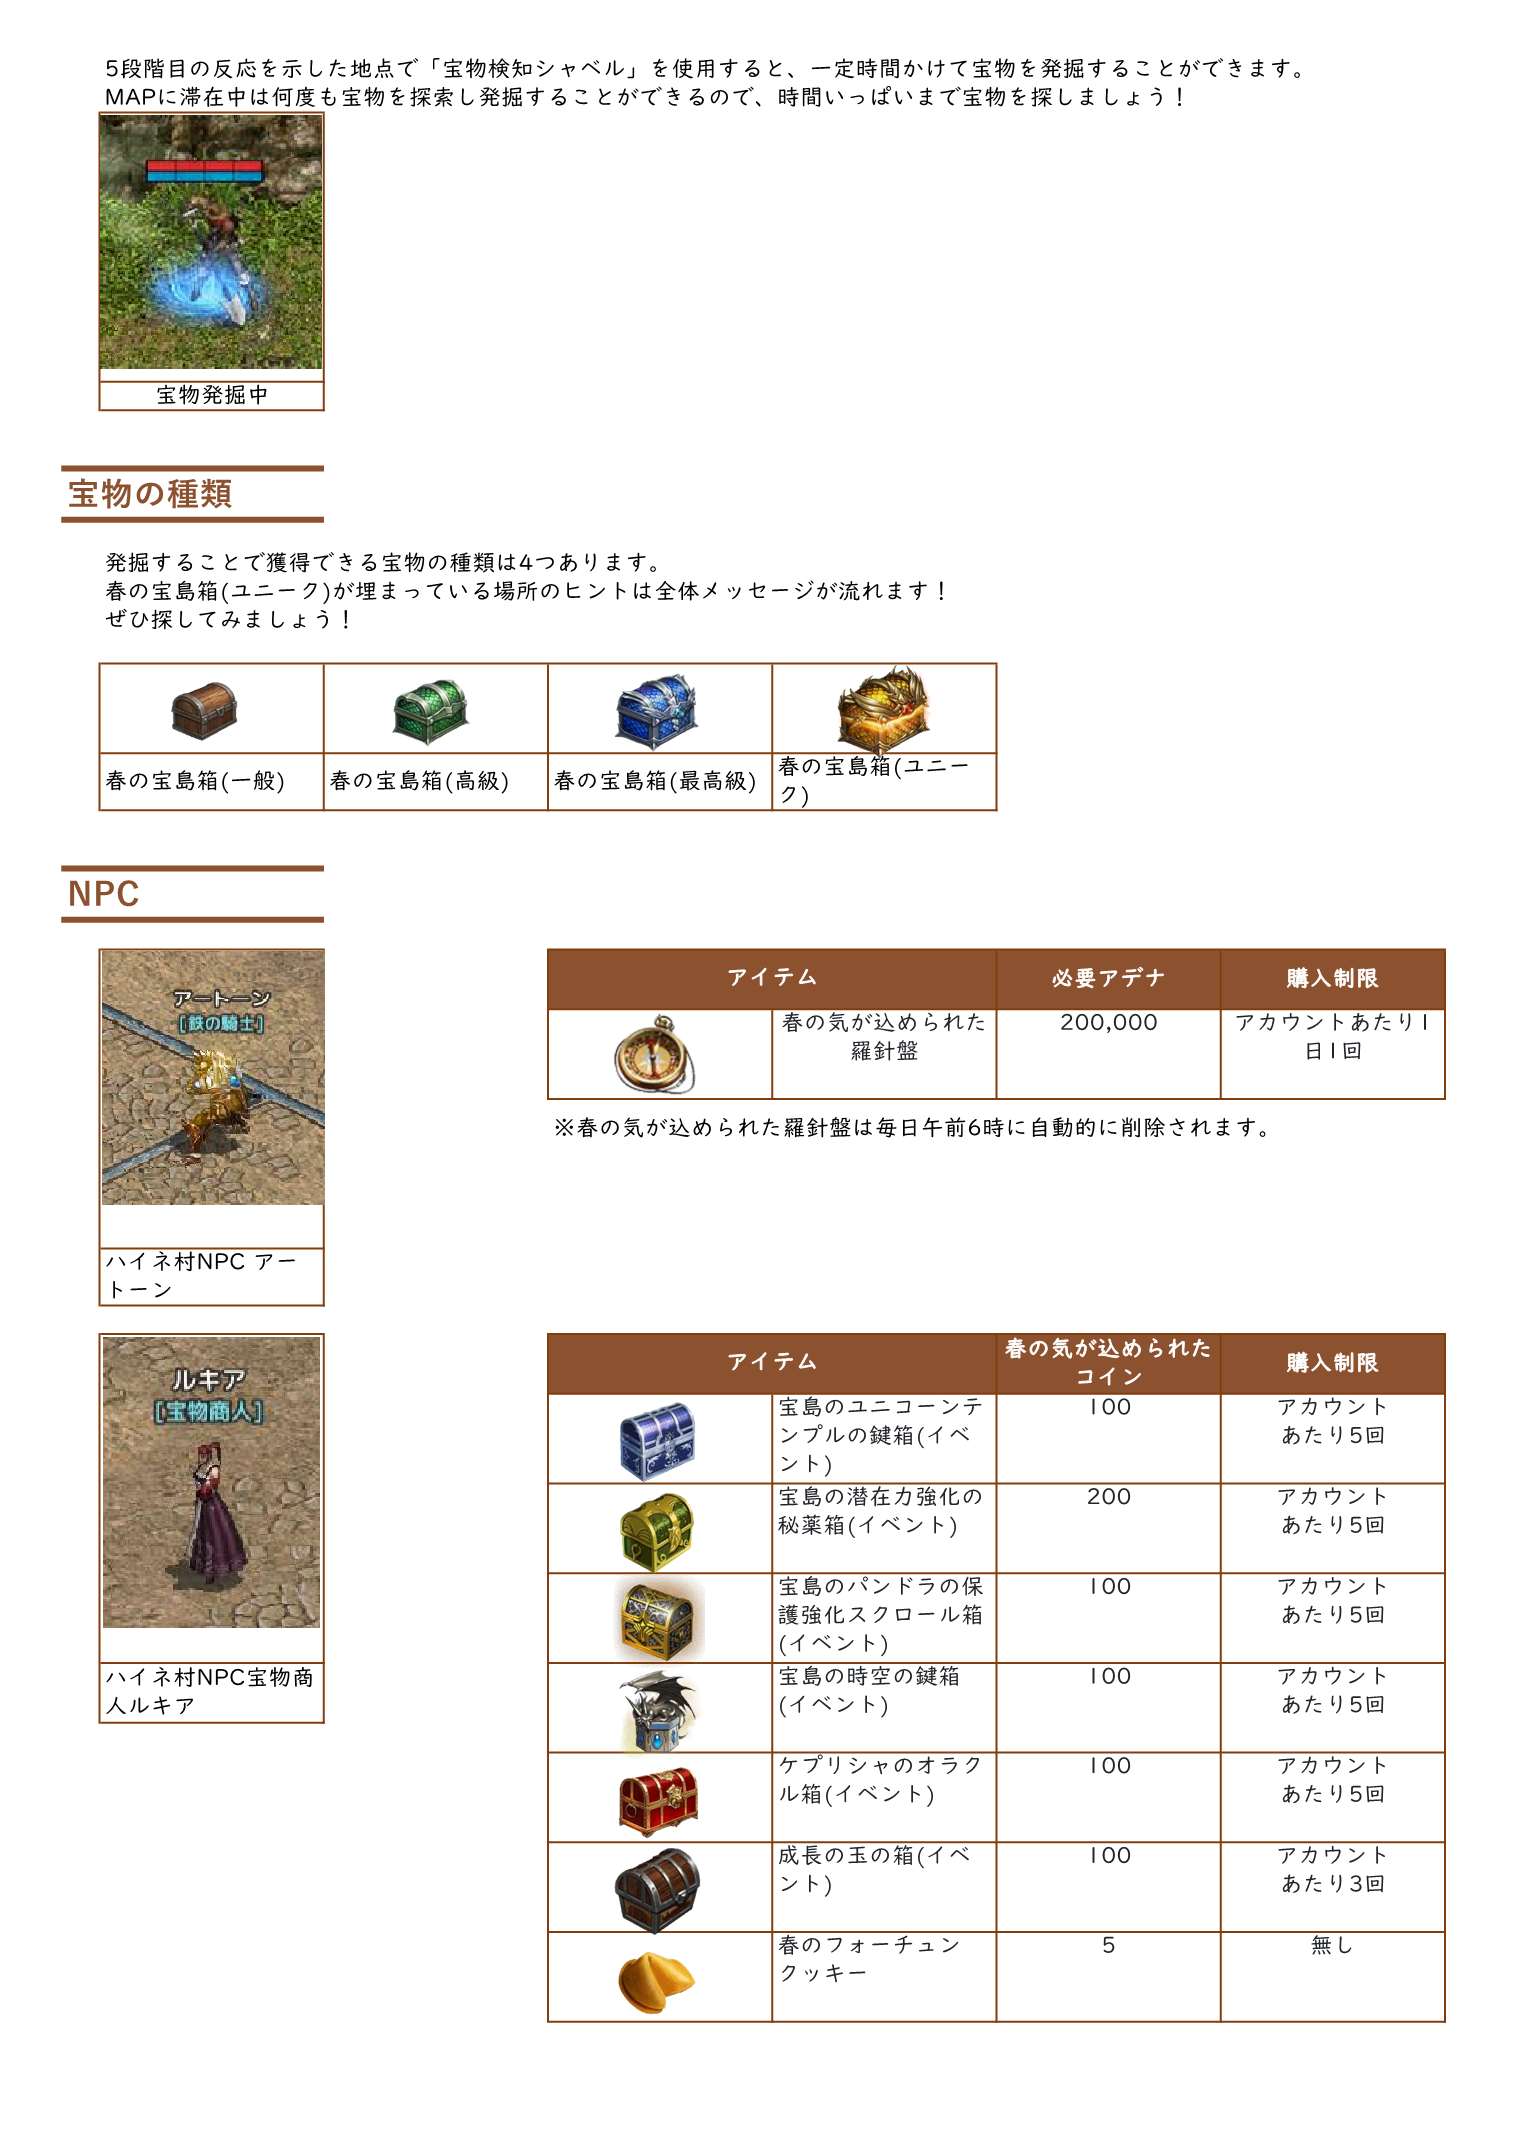 5段階目の反応を示した地点で「宝物検知シャベル」を使用すると、一定時間かけて宝物を発掘することができます。
MAPに滞在中は何度も宝物を探索し発掘することができるので、時間いっぱいまで宝物を探しましょう！
宝物発掘中
宝物の種類
発掘することで獲得できる宝物の種類は4つあります。
春の宝島箱(ユニーク)が埋まっている場所のヒントは全体メッセージが流れます！
ぜひ探してみましょう！
春の宝島箱(一般)
春の宝島箱(高級)
春の宝島箱(最高級)
春の宝島箱(ユニー
ク)
NPC
アートーン
[鉄の騎士]
ハイネ村NPC アー
トーン
アイテム
必要アデナ
購入制限
春の気が込められた
羅針盤
200,000
アカウントあたり1
日1回
※春の気が込められた羅針盤は毎日午前6時に自動的に削除されます。
ルキア
[宝物商人]
ハイネ村NPC宝物商
人ルキア
アイテム
春の気が込められた
コイン
購入制限
宝島のユニコーンテ
ンプルの鍵箱(イベ
ント)
100
アカウント
あたり5回
宝島の潜在力強化の
秘薬箱(イベント)
200
アカウント
あたり5回
宝島のパンドラの保
護強化スクロール箱
(イベント)
100
アカウント
あたり5回
宝島の時空の鍵箱
(イベント)
100
アカウント
あたり5回
ケプリシャのオラク
ル箱(イベント)
100
アカウント
あたり5回
成長の玉の箱(イベ
ント)
100
アカウント
あたり3回
春のフォーチュン
クッキー
5
無し